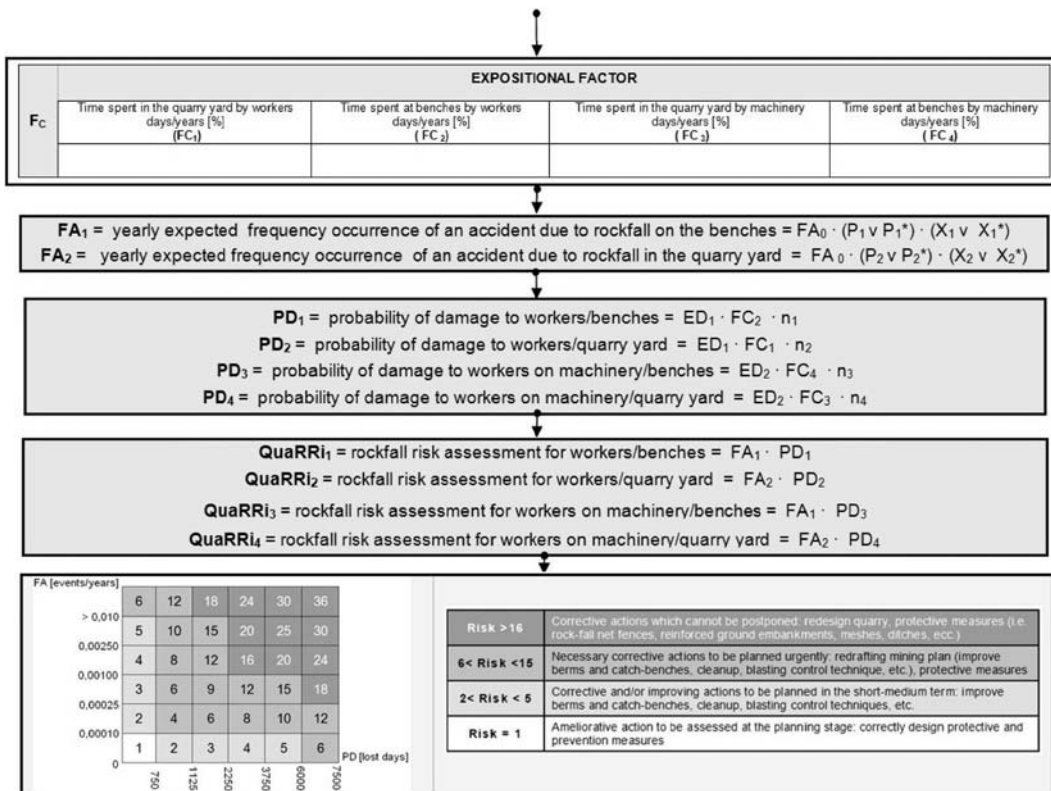 EXPOSITIONAL FACTOR
F_C
Time spent in the quarry yard by workers
days/years [%]
(FC₁)
Time spent at benches by workers
days/years [%]
( FC ₂)
Time spent in the quarry yard by machinery
days/years [%]
( FC ₃)
Time spent at benches by machinery
days/years [%]
( FC ₄)
FA₁ = yearly expected frequency occurrence of an accident due to rockfall on the benches = FA₀ · (P₁ v P₁*) · (X₁ v X₁*)
FA₂ = yearly expected frequency occurrence of an accident due to rockfall in the quarry yard = FA ₀ · (P₂ v P₂*) · (X₂ v X₂*)
PD₁ = probability of damage to workers/benches = ED₁ · FC₂ · n₁
PD₂ = probability of damage to workers/quarry yard = ED₁ · FC₁ · n₂
PD₃ = probability of damage to workers on machinery/benches = ED₂ · FC₄ · n₃
PD₄ = probability of damage to workers on machinery/quarry yard = ED₂ · FC₃ · n₄
QuaRRi₁ = rockfall risk assessment for workers/benches = FA₁ · PD₁
QuaRRi₂ = rockfall risk assessment for workers/quarry yard = FA₂ · PD₂
QuaRRi₃ = rockfall risk assessment for workers on machinery/benches = FA₁ · PD₃
QuaRRi₄ = rockfall risk assessment for workers on machinery/quarry yard = FA₂ · PD₄
FA [events/years]
6 12 18 24 30 36
> 0,010
5 10 15 20 25 30
0,00250
4 8 12 16 20 24
0,00100
3 6 9 12 15 18
0,00025
2 4 6 8 10 12
0,00010
1 2 3 4 5 6
PD [lost days]
0
750 1125 2250 3750 6000 7500
Risk >16
Corrective actions which cannot be postponed: redesign quarry, protective measures (i.e.
rock-fall net fences, reinforced ground embankments, meshes, ditches, ecc.)
6< Risk <15
Necessary corrective actions to be planned urgently: redrafting mining plan (improve
berms and catch-benches, cleanup, blasting control technique, etc.), protective measures
2< Risk < 5
Corrective and/or improving actions to be planned in the short-medium term: improve
berms and catch-benches, cleanup, blasting control techniques, etc.
Risk = 1
Ameliorative action to be assessed at the planning stage: correctly design protective and
prevention measures